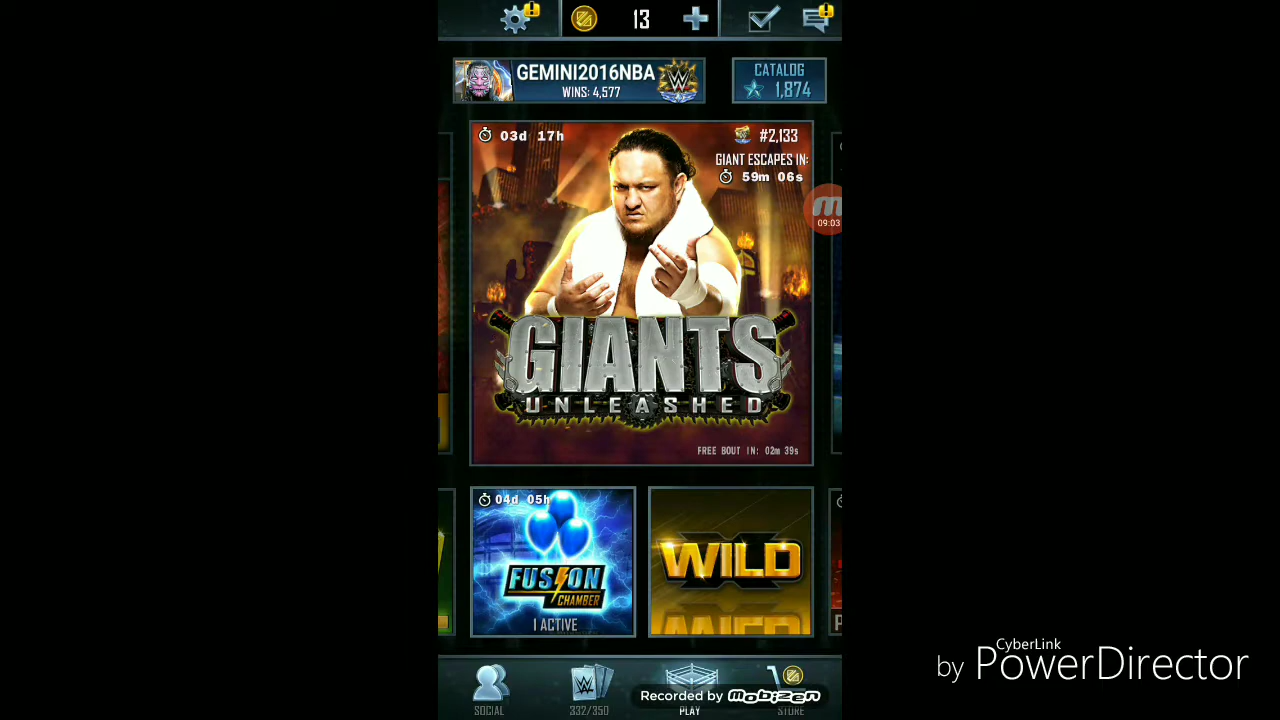 13
GEMINI2016NBA
WINS: 4,577
W
CATALOG
1,874
03d 17h
#2,133
GIANT ESCAPES IN:
59m 06s
09:03
GIANTS
UNLEASHED
FREE BOUT IN: 02m 39s
04d 05h
FUSION
CHAMBER
1 ACTIVE
WILD
SOCIAL
332/350
PLAY
STORE
Recorded by Mobizen
CyberLink
by PowerDirector